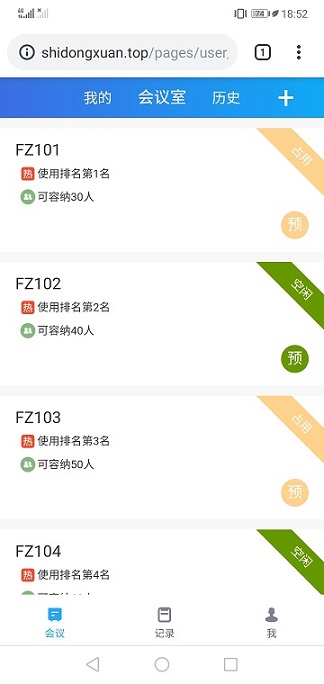 18:52
shidongxuan.top/pages/user_
1
我的 会议室 历史 +
FZ101
占用
热 使用排名第1名
可容纳30人
预
FZ102
空闲
热 使用排名第2名
可容纳40人
预
FZ103
占用
热 使用排名第3名
可容纳50人
预
FZ104
空闲
热 使用排名第4名
会议 记录 我